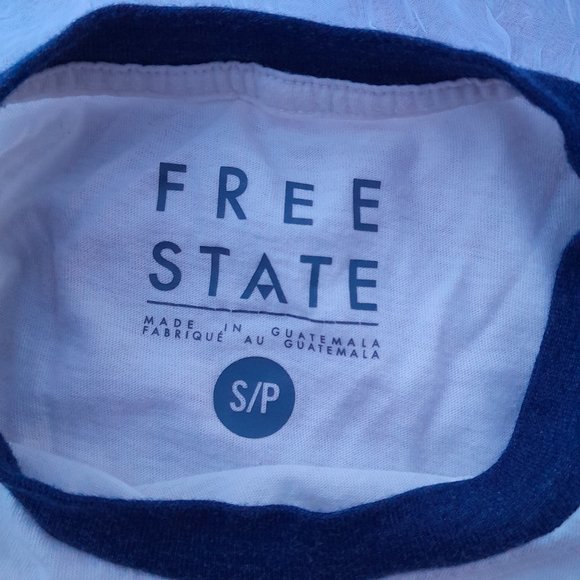 FREE
STATE
MADE IN GUATEMALA
FABRIQUÉ AU GUATEMALA
S/P